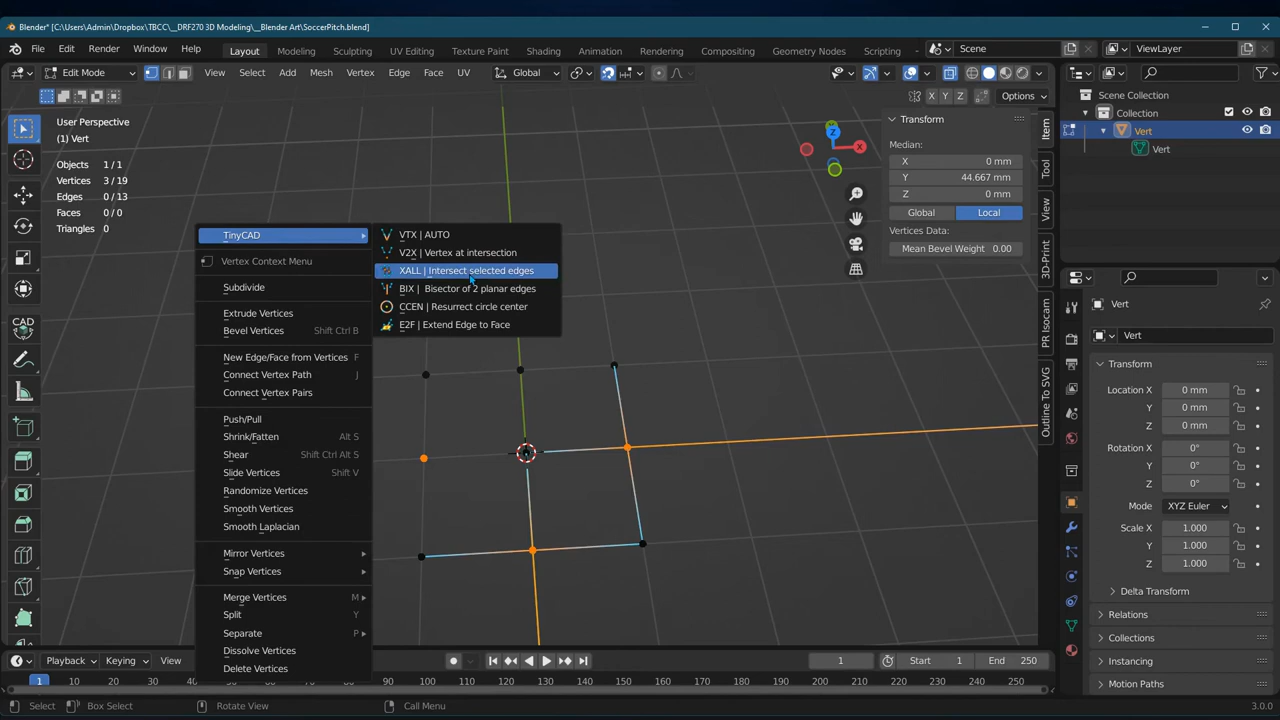 Blender* [C:\Users\Admin\Dropbox\TBCC\__DRF270 3D Modeling\__Blender Art\SoccerPitch.blend]
File Edit Render Window Help Layout Modeling Sculpting UV Editing Texture Paint Shading Animation Rendering Compositing Geometry Nodes Scripting Scene ViewLayer
Edit Mode View Select Add Mesh Vertex Edge Face UV Global
X Y Z Options
User Perspective
(1) Vert
Objects 1/1
Vertices 3/19
Edges 0/13
Faces 0/0
Triangles 0
TinyCAD
Vertex Context Menu
Subdivide
Extrude Vertices
Bevel Vertices Shift Ctrl B
New Edge/Face from Vertices F
Connect Vertex Path J
Connect Vertex Pairs
Push/Pull
Shrink/Fatten Alt S
Shear Shift Ctrl Alt S
Slide Vertices Shift V
Randomize Vertices
Smooth Vertices
Smooth Laplacian
Mirror Vertices
Snap Vertices
Merge Vertices M
Split Y
Separate P
Dissolve Vertices
Delete Vertices
VTX | AUTO
V2X | Vertex at intersection
XALL | Intersect selected edges
BIX | Bisector of 2 planar edges
CCEN | Resurrect circle center
E2F | Extend Edge to Face
Z
X
Transform
Median:
X 0 mm
Y 44.667 mm
Z 0 mm
Global Local
Vertices Data:
Mean Bevel Weight 0.00
Item
Tool
View
3D-Print
PR Isocam
Outline To SVG
CAD
Scene Collection
Collection
Vert
Vert
Vert
Vert
Transform
Location X 0 mm
Y 0 mm
Z 0 mm
Rotation X 0°
Y 0°
Z 0°
Mode XYZ Euler
Scale X 1.000
Y 1.000
Z 1.000
Delta Transform
Relations
Collections
Instancing
Motion Paths
Playback Keying View 1 Start 1 End 250
1 10 20 30 40 50 60 70 80 90 100 110 120 130 140 150 160 170 180 190 200 210 220 230 240 250
Select Box Select Rotate View Call Menu 3.0.0